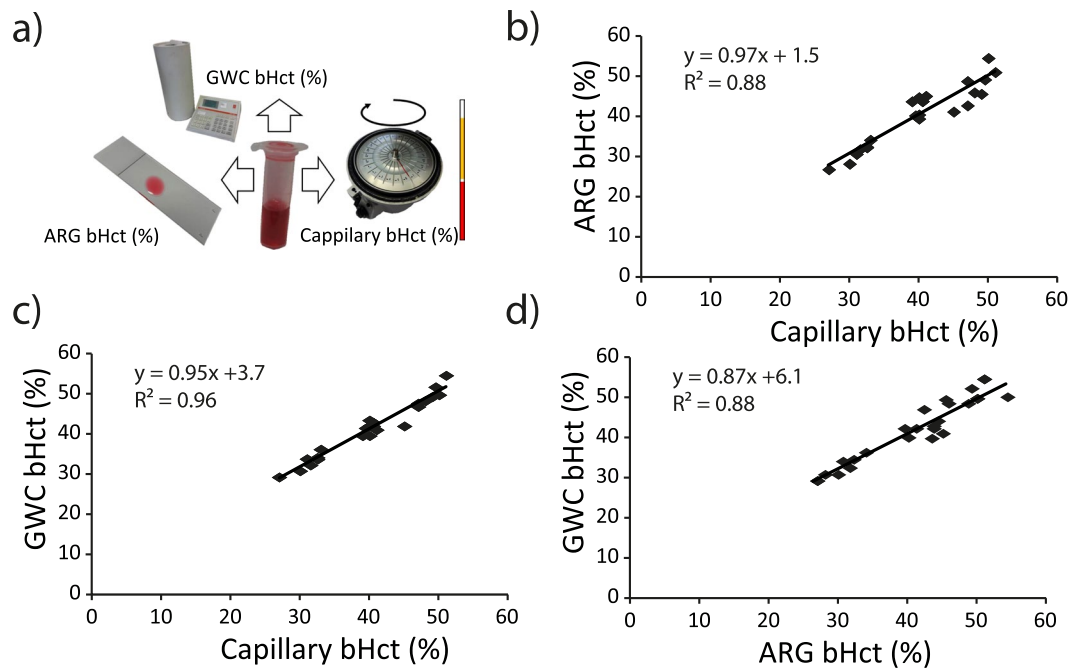 a)
GWC bHct (%)
ARG bHct (%)
Cappilary bHct (%)
b)
y = 0.97x + 1.5
R² = 0.88
ARG bHct (%)
60
50
40
30
20
10
0
0 10 20 30 40 50 60
Capillary bHct (%)
c)
y = 0.95x +3.7
R² = 0.96
GWC bHct (%)
60
50
40
30
20
10
0
0 10 20 30 40 50 60
Capillary bHct (%)
d)
y = 0.87x +6.1
R² = 0.88
GWC bHct (%)
60
50
40
30
20
10
0
0 10 20 30 40 50 60
ARG bHct (%)